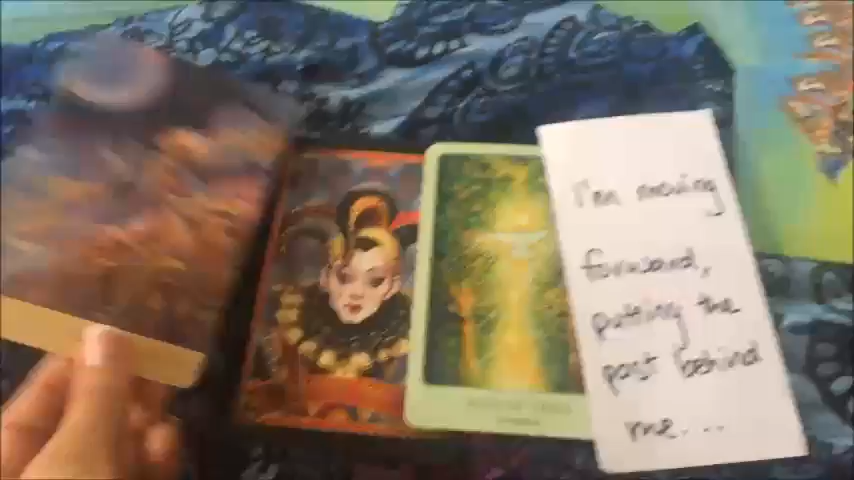 I'm moving
forward,
putting the
past behind
me....